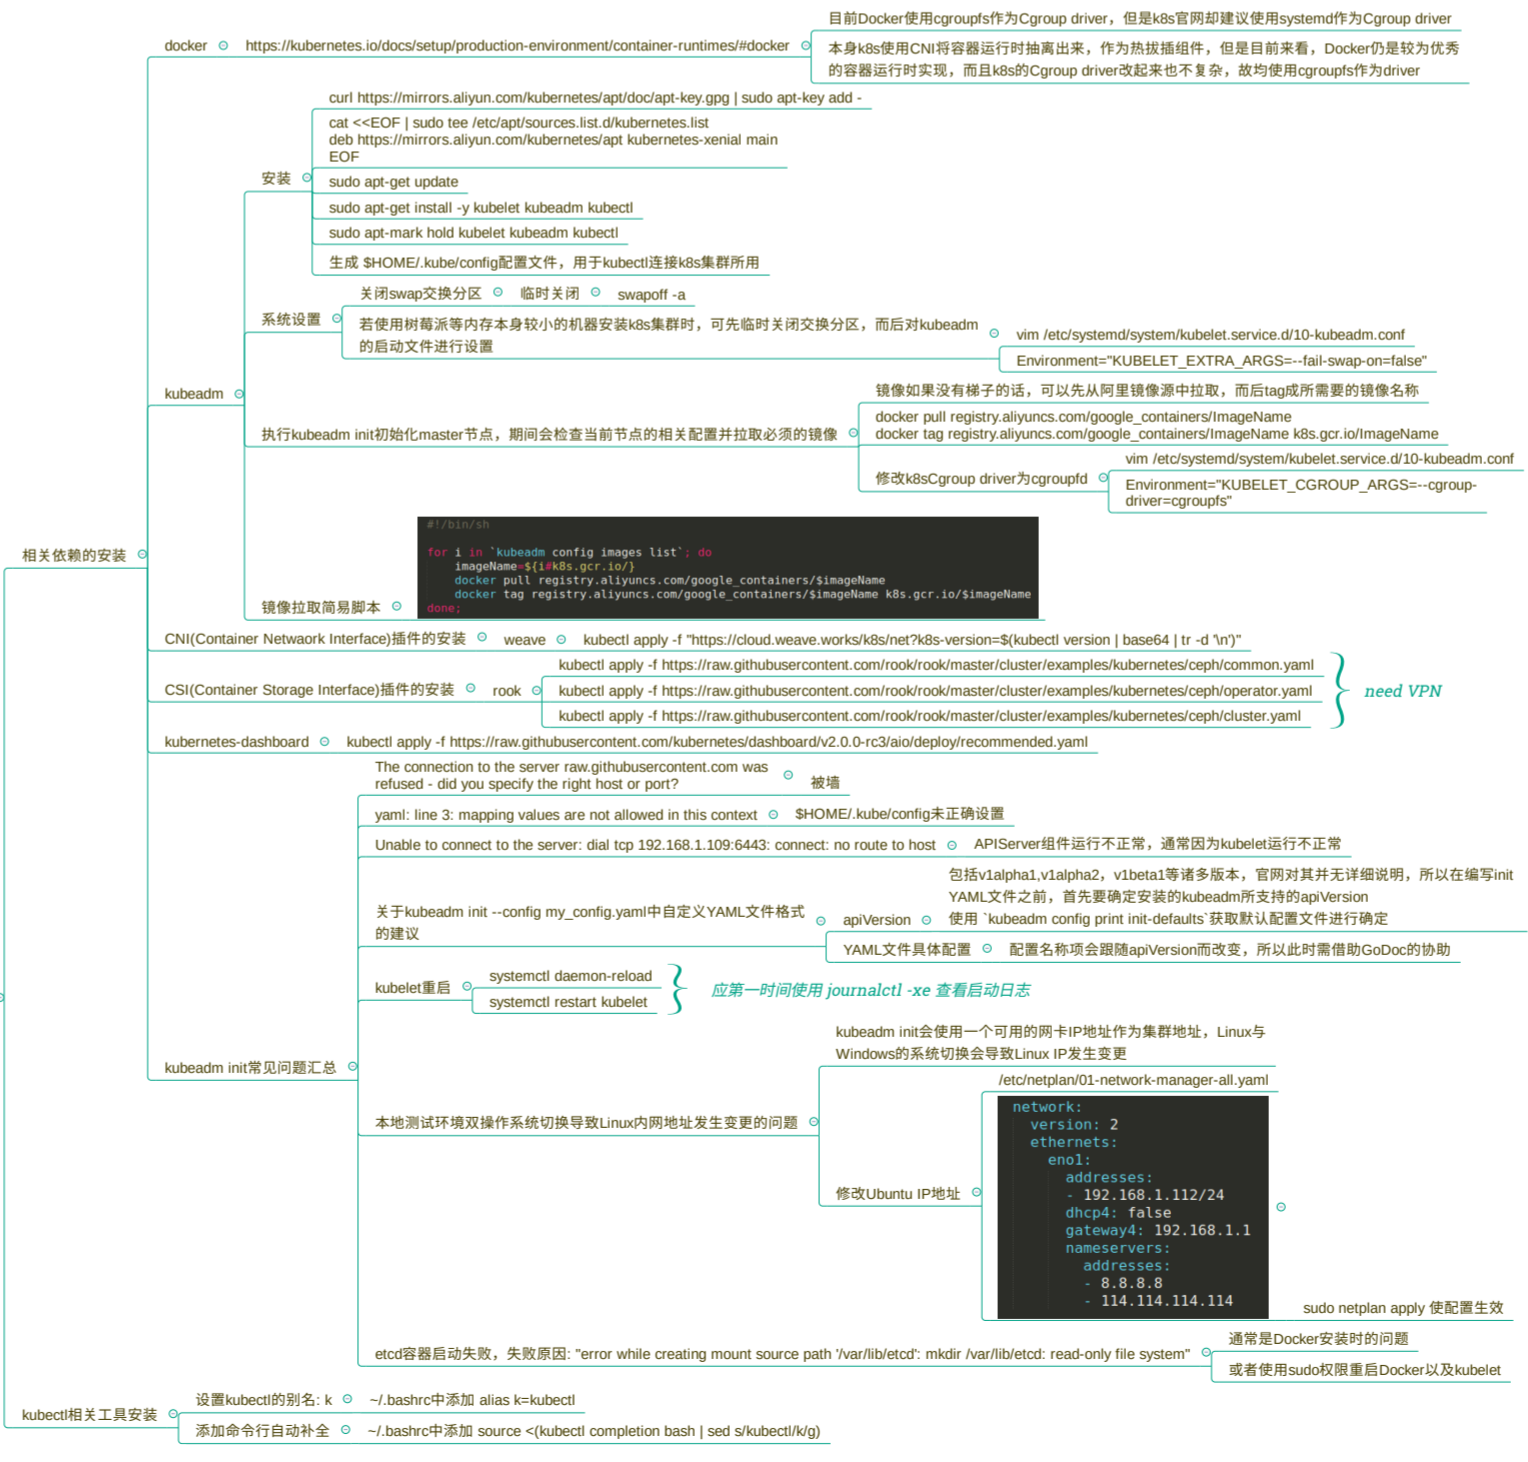 目前Docker使用cgroupfs作为Cgroup driver，但是k8s官网却建议使用systemd作为Cgroup driver
docker
https://kubernetes.io/docs/setup/production-environment/container-runtimes/#docker
本身k8s使用CNI将容器运行时抽离出来，作为热拔插组件，但是目前来看，Docker仍是较为优秀
的容器运行时实现，而且k8s的Cgroup driver改起来也不复杂，故均使用cgroupfs作为driver
curl https://mirrors.aliyun.com/kubernetes/apt/doc/apt-key.gpg | sudo apt-key add -
cat <<EOF | sudo tee /etc/apt/sources.list.d/kubernetes.list
deb https://mirrors.aliyun.com/kubernetes/apt kubernetes-xenial main
EOF
安装
sudo apt-get update
sudo apt-get install -y kubelet kubeadm kubectl
sudo apt-mark hold kubelet kubeadm kubectl
生成 $HOME/.kube/config配置文件，用于kubectl连接k8s集群所用
关闭swap交换分区
临时关闭
swapoff -a
系统设置
若使用树莓派等内存本身较小的机器安装k8s集群时，可先临时关闭交换分区，而后对kubeadm
的启动文件进行设置
vim /etc/systemd/system/kubelet.service.d/10-kubeadm.conf
Environment="KUBELET_EXTRA_ARGS=--fail-swap-on=false"
kubeadm
镜像如果没有梯子的话，可以先从阿里镜像源中拉取，而后tag成所需要的镜像名称
执行kubeadm init初始化master节点，期间会检查当前节点的相关配置并拉取必须的镜像
docker pull registry.aliyuncs.com/google_containers/ImageName
docker tag registry.aliyuncs.com/google_containers/ImageName k8s.gcr.io/ImageName
修改k8sCgroup driver为cgroupfd
vim /etc/systemd/system/kubelet.service.d/10-kubeadm.conf
Environment="KUBELET_CGROUP_ARGS=--cgroup-
driver=cgroupfs"
相关依赖的安装
镜像拉取简易脚本
#!/bin/sh
for i in `kubeadm config images list`; do
imageName=${i#k8s.gcr.io/}
docker pull registry.aliyuncs.com/google_containers/$imageName
docker tag registry.aliyuncs.com/google_containers/$imageName k8s.gcr.io/$imageName
done;
CNI(Container Netwaork Interface)插件的安装
weave
kubectl apply -f "https://cloud.weave.works/k8s/net?k8s-version=$(kubectl version | base64 | tr -d '\n')"
CSI(Container Storage Interface)插件的安装
rook
kubectl apply -f https://raw.githubusercontent.com/rook/rook/master/cluster/examples/kubernetes/ceph/common.yaml
kubectl apply -f https://raw.githubusercontent.com/rook/rook/master/cluster/examples/kubernetes/ceph/operator.yaml
kubectl apply -f https://raw.githubusercontent.com/rook/rook/master/cluster/examples/kubernetes/ceph/cluster.yaml
need VPN
kubernetes-dashboard
kubectl apply -f https://raw.githubusercontent.com/kubernetes/dashboard/v2.0.0-rc3/aio/deploy/recommended.yaml
The connection to the server raw.githubusercontent.com was
refused - did you specify the right host or port?
被墙
yaml: line 3: mapping values are not allowed in this context
$HOME/.kube/config未正确设置
Unable to connect to the server: dial tcp 192.168.1.109:6443: connect: no route to host
APIServer组件运行不正常，通常因为kubelet运行不正常
关于kubeadm init --config my_config.yaml中自定义YAML文件格式
的建议
apiVersion
包括v1alpha1,v1alpha2，v1beta1等诸多版本，官网对其并无详细说明，所以在编写init
YAML文件之前，首先要确定安装的kubeadm所支持的apiVersion
使用 `kubeadm config print init-defaults`获取默认配置文件进行确定
YAML文件具体配置
配置名称项会跟随apiVersion而改变，所以此时需借助GoDoc的协助
kubelet重启
systemctl daemon-reload
systemctl restart kubelet
应第一时间使用 journalctl -xe 查看启动日志
kubeadm init常见问题汇总
本地测试环境双操作系统切换导致Linux内网地址发生变更的问题
kubeadm init会使用一个可用的网卡IP地址作为集群地址，Linux与
Windows的系统切换会导致Linux IP发生变更
修改Ubuntu IP地址
/etc/netplan/01-network-manager-all.yaml
network:
version: 2
ethernets:
eno1:
addresses:
- 192.168.1.112/24
dhcp4: false
gateway4: 192.168.1.1
nameservers:
addresses:
- 8.8.8.8
- 114.114.114.114
sudo netplan apply 使配置生效
etcd容器启动失败，失败原因: "error while creating mount source path '/var/lib/etcd': mkdir /var/lib/etcd: read-only file system"
通常是Docker安装时的问题
或者使用sudo权限重启Docker以及kubelet
kubectl相关工具安装
设置kubectl的别名: k
~/.bashrc中添加 alias k=kubectl
添加命令行自动补全
~/.bashrc中添加 source <(kubectl completion bash | sed s/kubectl/k/g)